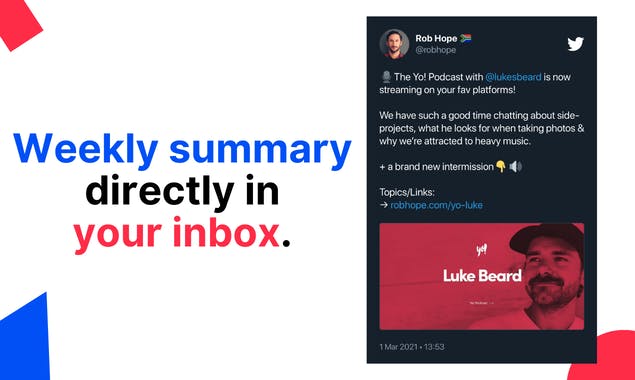 Weekly summary
directly in
your inbox.
Rob Hope 🇿🇦
@robhope
🎙️ The Yo! Podcast with @lukesbeard is now
streaming on your fav platforms!
We have such a good time chatting about side-
projects, what he looks for when taking photos &
why we're attracted to heavy music.
+ a brand new intermission 👇 🔊
Topics/Links:
→ robhope.com/yo-luke
yo!
Luke Beard
1 Mar 2021 • 13:53